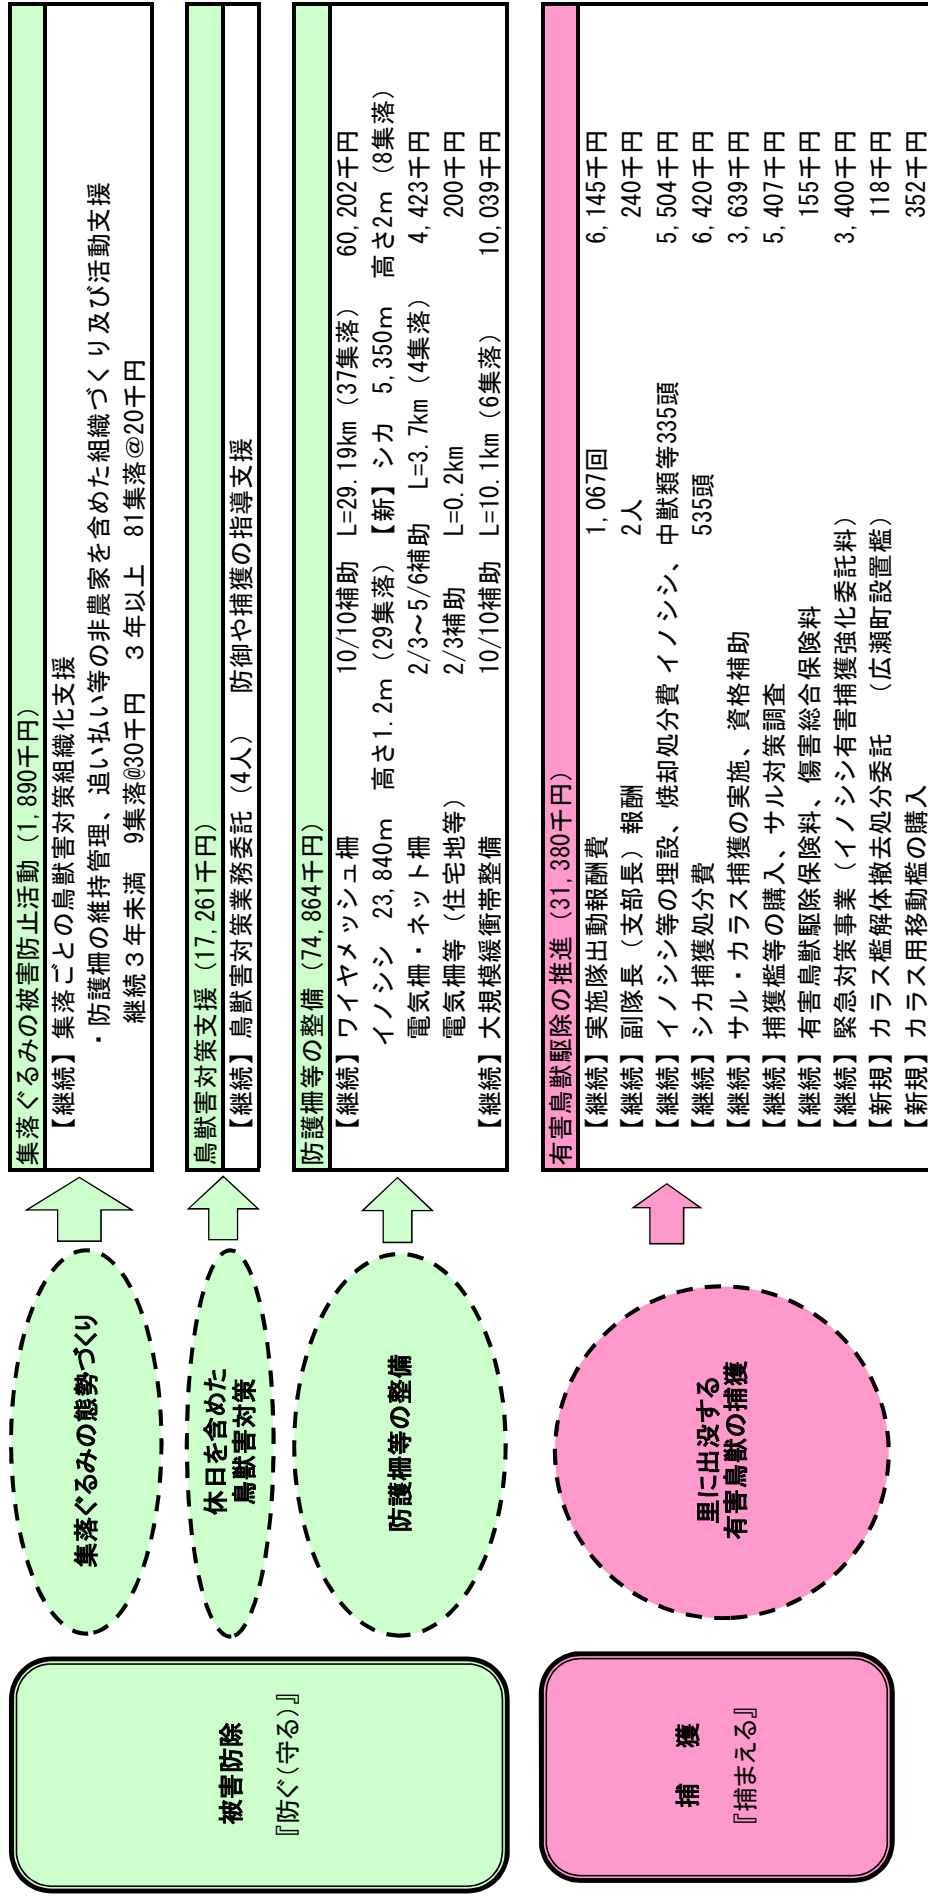 被害防除
『防ぐ(守る)』
集落ぐるみの態勢づくり
集落ぐるみの被害防止活動（1,890千円）
【継続】集落ごとの鳥獣害対策組織化支援
・防護柵の維持管理、追い払い等の非農家を含めた組織づくり及び活動支援
継続３年未満　9集落@30千円　３年以上　81集落@20千円
休日を含めた
鳥獣害対策
鳥獣害対策支援（17,261千円）
【継続】鳥獣害対策業務委託（4人）　防御や捕獲の指導支援
防護柵等の整備
防護柵等の整備（74,864千円）
【継続】ワイヤメッシュ柵　10/10補助　L=29.19km（37集落）　60,202千円
イノシシ　23,840m　高さ1.2m（29集落）【新】シカ　5,350m　高さ2m（8集落）
電気柵・ネット柵　2/3～5/6補助　L=3.7km（4集落）　4,423千円
電気柵等（住宅地等）　2/3補助　L=0.2km　200千円
【継続】大規模緩衝帯整備　10/10補助　L=10.1km（6集落）　10,039千円
捕　獲
『捕まえる』
里に出没する
有害鳥獣の捕獲
有害鳥獣駆除の推進（31,380千円）
【継続】実施隊出動報酬費　1,067回　6,145千円
【継続】副隊長（支部長）報酬　2人　240千円
【継続】イノシシ等の埋設、焼却処分費 イノシシ、中獣類等335頭　5,504千円
【継続】シカ捕獲処分費　535頭　6,420千円
【継続】サル・カラス捕獲の実施、資格補助　3,639千円
【継続】捕獲檻等の購入、サル対策調査　5,407千円
【継続】有害鳥獣駆除保険料、傷害総合保険料　155千円
【継続】緊急対策事業（イノシシ有害捕獲強化委託料）　3,400千円
【新規】カラス檻解体撤去処分委託　（広瀬町設置檻）　118千円
【新規】カラス用移動檻の購入　352千円